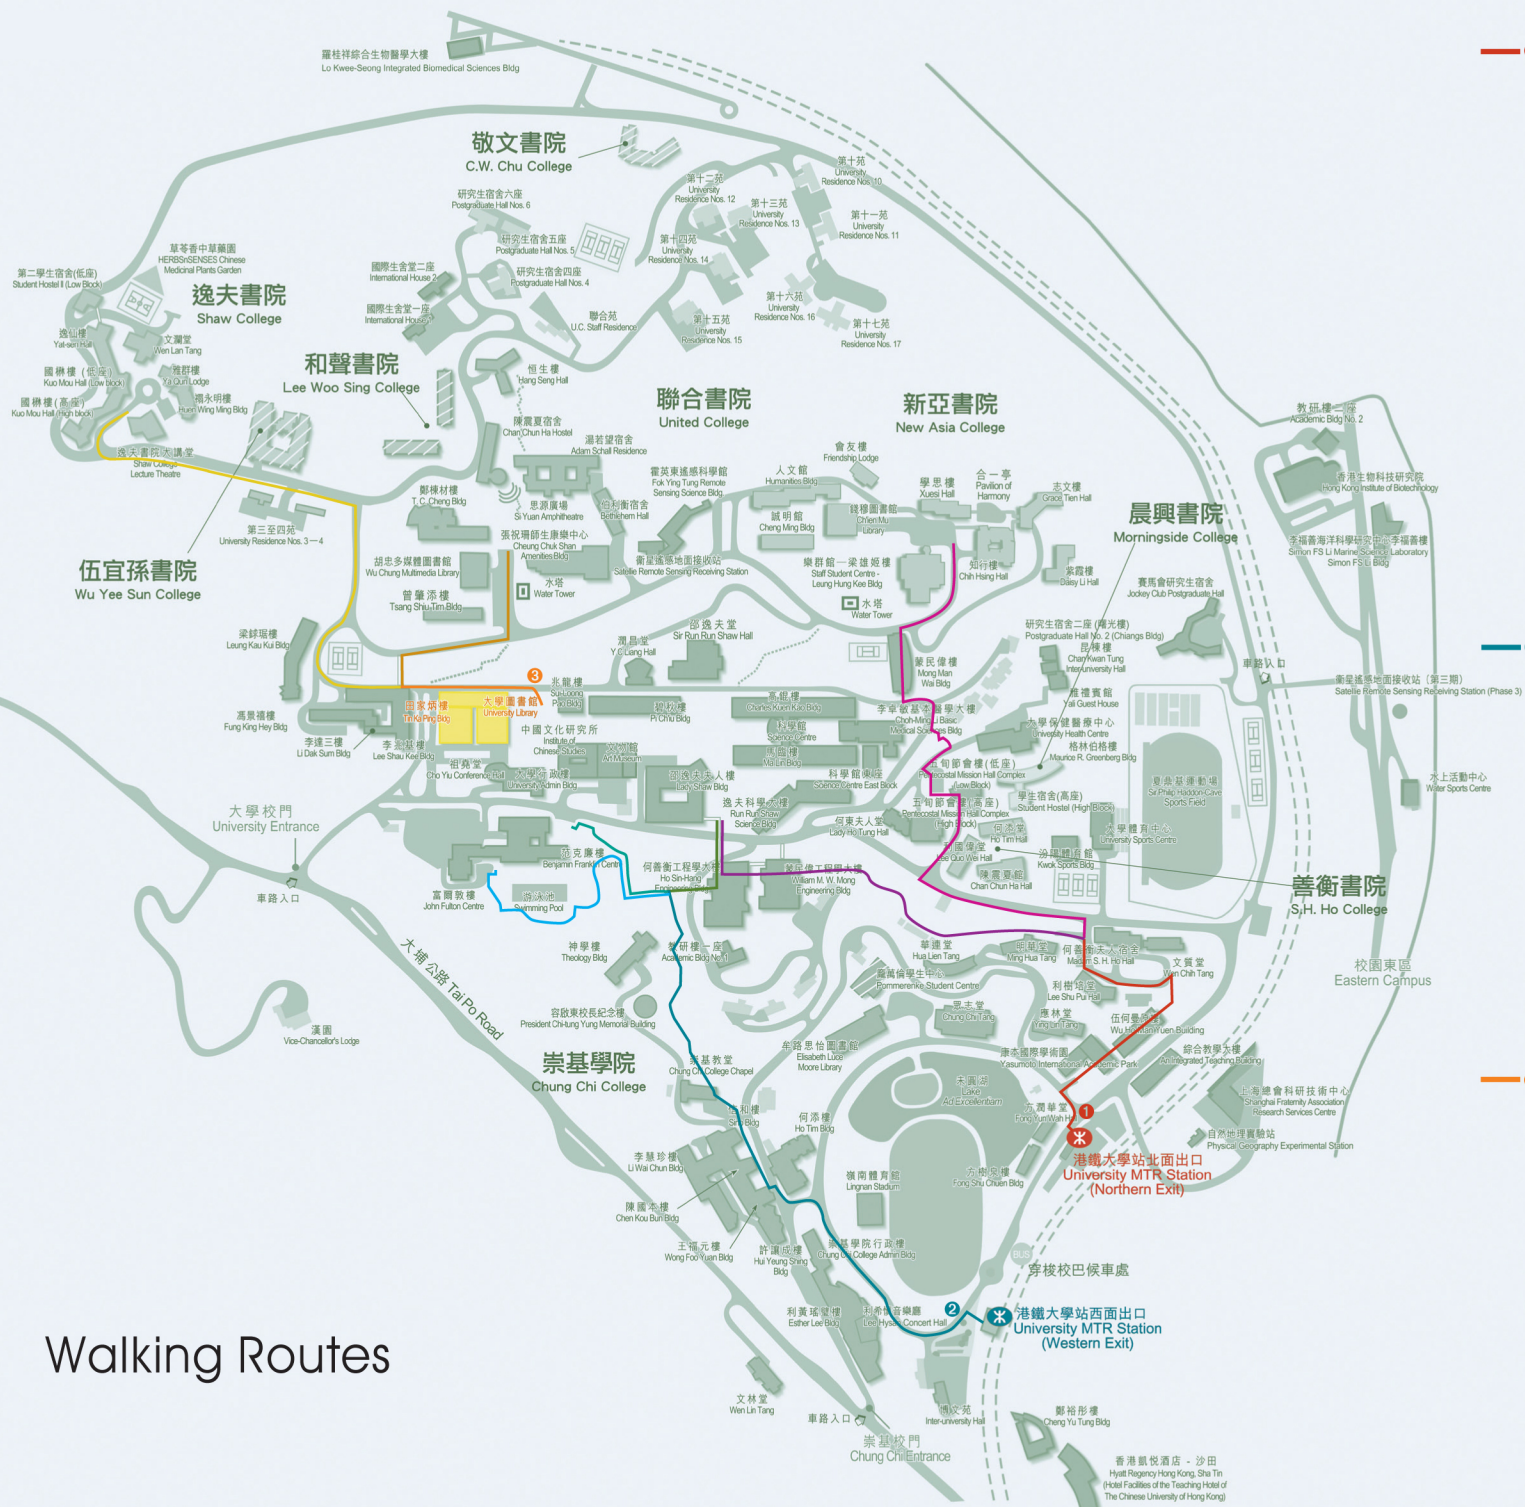 羅桂祥綜合生物醫學大樓
Lo Kwee-Seong Integrated Biomedical Sciences Bldg
敬文書院
C.W. Chu College
第十苑
University
Residence Nos. 10
第十二苑
University
Residence Nos. 12
第十三苑
University
Residence Nos. 13
第十一苑
University
Residence Nos. 11
研究生宿舍六座
Postgraduate Hall Nos. 6
研究生宿舍五座
Postgraduate Hall Nos. 5
第十四苑
University
Residence Nos. 14
草苓香中草藥園
HERBSnSENSES Chinese
Medicinal Plants Garden
第二學生宿舍(低座)
Student Hostel II (Low Block)
逸夫書院
Shaw College
國際生舍堂二座
International House 2
研究生宿舍四座
Postgraduate Hall Nos. 4
國際生舍堂一座
International House 1
聯合苑
U.C. Staff Residence
第十五苑
University
Residence Nos. 15
第十六苑
University
Residence Nos. 16
第十七苑
University
Residence Nos. 17
逸仙樓
Yat-sen Hall
文瀾堂
Wen Lan Tang
國楙樓 (低座)
Kuo Mou Hall (Low block)
雅群樓
Ya Qun Lodge
國楙樓(高座)
Kuo Mou Hall (High block)
禤永明樓
Huen Wing Ming Bldg
和聲書院
Lee Woo Sing College
恒生樓
Hang Seng Hall
聯合書院
United College
新亞書院
New Asia College
教研樓二座
Academic Bldg No. 2
逸夫書院大講堂
Shaw College
Lecture Theatre
陳震夏宿舍
Chan Chun Ha Hostel
湯若望宿舍
Adam Schall Residence
會友樓
Friendship Lodge
霍英東遙感科學館
Fok Ying Tung Remote
Sensing Science Bldg
人文館
Humanities Bldg
學思樓
Xuesi Hall
合一亭
Pavilion of
Harmony
志文樓
Grace Tien Hall
香港生物科技研究院
Hong Kong Institute of Biotechnology
鄭棟材樓
T. C. Cheng Bldg
思源廣場
Si Yuan Amphitheatre
伯利衡宿舍
Bethlehem Hall
誠明館
Cheng Ming Bldg
錢穆圖書館
Ch'ien Mu
Library
晨興書院
Morningside College
第三至四苑
University Residence Nos. 3—4
張祝珊師生康樂中心
Cheung Chuk Shan
Amenities Bldg
李福善海洋科學研究中心李福善樓
Simon FS Li Marine Science Laboratory
Simon FS Li Bldg
伍宜孫書院
Wu Yee Sun College
胡忠多媒體圖書館
Wu Chung Multimedia Library
衛星遙感地面接收站
Satellite Remote Sensing Receiving Station
樂群館—梁雄姬樓
Staff Student Centre -
Leung Hung Kee Bldg
知行樓
Chih Hsing Hall
紫霞樓
Daisy Li Hall
賽馬會研究生宿舍
Jockey Club Postgraduate Hall
曾肇添樓
Tsang Shiu Tim Bldg
水塔
Water Tower
水塔
Water Tower
梁銶琚樓
Leung Kau Kui Bldg
潤昌堂
Y.C. Liang Hall
邵逸夫堂
Sir Run Run Shaw Hall
研究生宿舍二座 (曙光樓)
Postgraduate Hall No. 2 (Chiangs Bldg)
昆棟樓
Chan Kwan Tung
Inter-university Hall
蒙民偉樓
Mong Man
Wai Bldg
車路入口
衛星遙感地面接收站 (第三期)
Satellite Remote Sensing Receiving Station (Phase 3)
3
兆龍樓
Sui-Loong
Pao Bldg
雅禮賓館
Yali Guest House
馮景禧樓
Fung King Hey Bldg
田家炳樓
Tin Ka Ping Bldg
大學圖書館
University Library
碧秋樓
Pi Ch'iu Bldg
高錕樓
Charles Kuen Kao Bldg
李卓敏基本醫學大樓
Choh-Ming Li Basic
Medical Sciences Bldg
大學保健醫療中心
University Health Centre
李達三樓
Li Dak Sum Bldg
李兆基樓
Lee Shau Kee Bldg
中國文化研究所
Institute of
Chinese Studies
文物館
Art Museum
科學館
Science Centre
馬臨樓
Ma Lin Bldg
格林伯格樓
Maurice R. Greenberg Bldg
祖堯堂
Cho Yiu Conference Hall
大學行政樓
University Admin Bldg
邵逸夫夫人樓
Lady Shaw Bldg
科學館東座
Science Centre East Block
五旬節會樓(低座)
Pentecostal Mission Hall Complex
(Low Block)
夏鼎基運動場
Sir Philip Haddon-Cave
Sports Field
水上活動中心
Water Sports Centre
大學校門
University Entrance
逸夫科學大樓
Run Run Shaw
Science Bldg
何東夫人堂
Lady Ho Tung Hall
五旬節會樓(高座)
Pentecostal Mission Hall Complex
(High Block)
學生宿舍(高座)
Student Hostel (High Block)
何添堂
Ho Tim Hall
大學體育中心
University Sports Centre
范克廉樓
Benjamin Franklin Centre
何善衡工程學大樓
Ho Sin-Hang
Engineering Bldg
蒙民偉工程學大樓
William M. W. Mong
Engineering Bldg
利國偉堂
Lee Quo Wei Hall
汾陽體育館
Kwok Sports Bldg
陳震夏館
Chan Chun Ha Hall
善衡書院
S.H. Ho College
車路入口
富爾敦樓
John Fulton Centre
游泳池
Swimming Pool
大埔公路 Tai Po Road
神學樓
Theology Bldg
教研樓一座
Academic Bldg No. 1
華連堂
Hua Lien Tang
明華堂
Ming Hua Tang
何善衡夫人宿舍
Madam S. H. Ho Hall
文質堂
Wen Chih Tang
校園東區
Eastern Campus
龐萬倫學生中心
Pommerenke Student Centre
利樹培堂
Lee Shu Pui Hall
容啟東校長紀念樓
President Chi-tung Yung Memorial Building
眾志堂
Chung Chi Tang
應林堂
Ying Lin Tang
漢園
Vice-Chancellor's Lodge
牟路思怡圖書館
Elisabeth Luce
Moore Library
康本國際學術園
Yasumoto International Academic Park
綜合教學大樓
An Integrated Teaching Building
崇基學院
Chung Chi College
崇基教堂
Chung Chi College Chapel
未圓湖
Lake
Ad Excellentiam
信和樓
Sino Bldg
何添樓
Ho Tim Bldg
方潤華堂
Fong Yun Wah Hall
1
上海總會科研技術中心
Shanghai Fraternity Association
Research Services Centre
自然地理實驗站
Physical Geography Experimental Station
李慧珍樓
Li Wai Chun Bldg
港鐵大學站北面出口
University MTR Station
(Northern Exit)
嶺南體育館
Lingnan Stadium
方樹泉樓
Fong Shu Chuen Bldg
陳國本樓
Chen Kou Bun Bldg
王福元樓
Wong Foo Yuan Bldg
許讓成樓
Hui Yeung Shing
Bldg
崇基學院行政樓
Chung Chi College Admin Bldg
BUS
穿梭校巴候車處
利黃瑤璧樓
Esther Lee Bldg
利希慎音樂廳
Lee Hysan Concert Hall
2
港鐵大學站西面出口
University MTR Station
(Western Exit)
Walking Routes
文林堂
Wen Lin Tang
車路入口
博文苑
Inter-university Hall
崇基校門
Chung Chi Entrance
鄭裕彤樓
Cheng Yu Tung Bldg
香港凱悅酒店 - 沙田
Hyatt Regency Hong Kong, Sha Tin
(Hotel Facilities of the Teaching Hotel of
The Chinese University of Hong Kong)